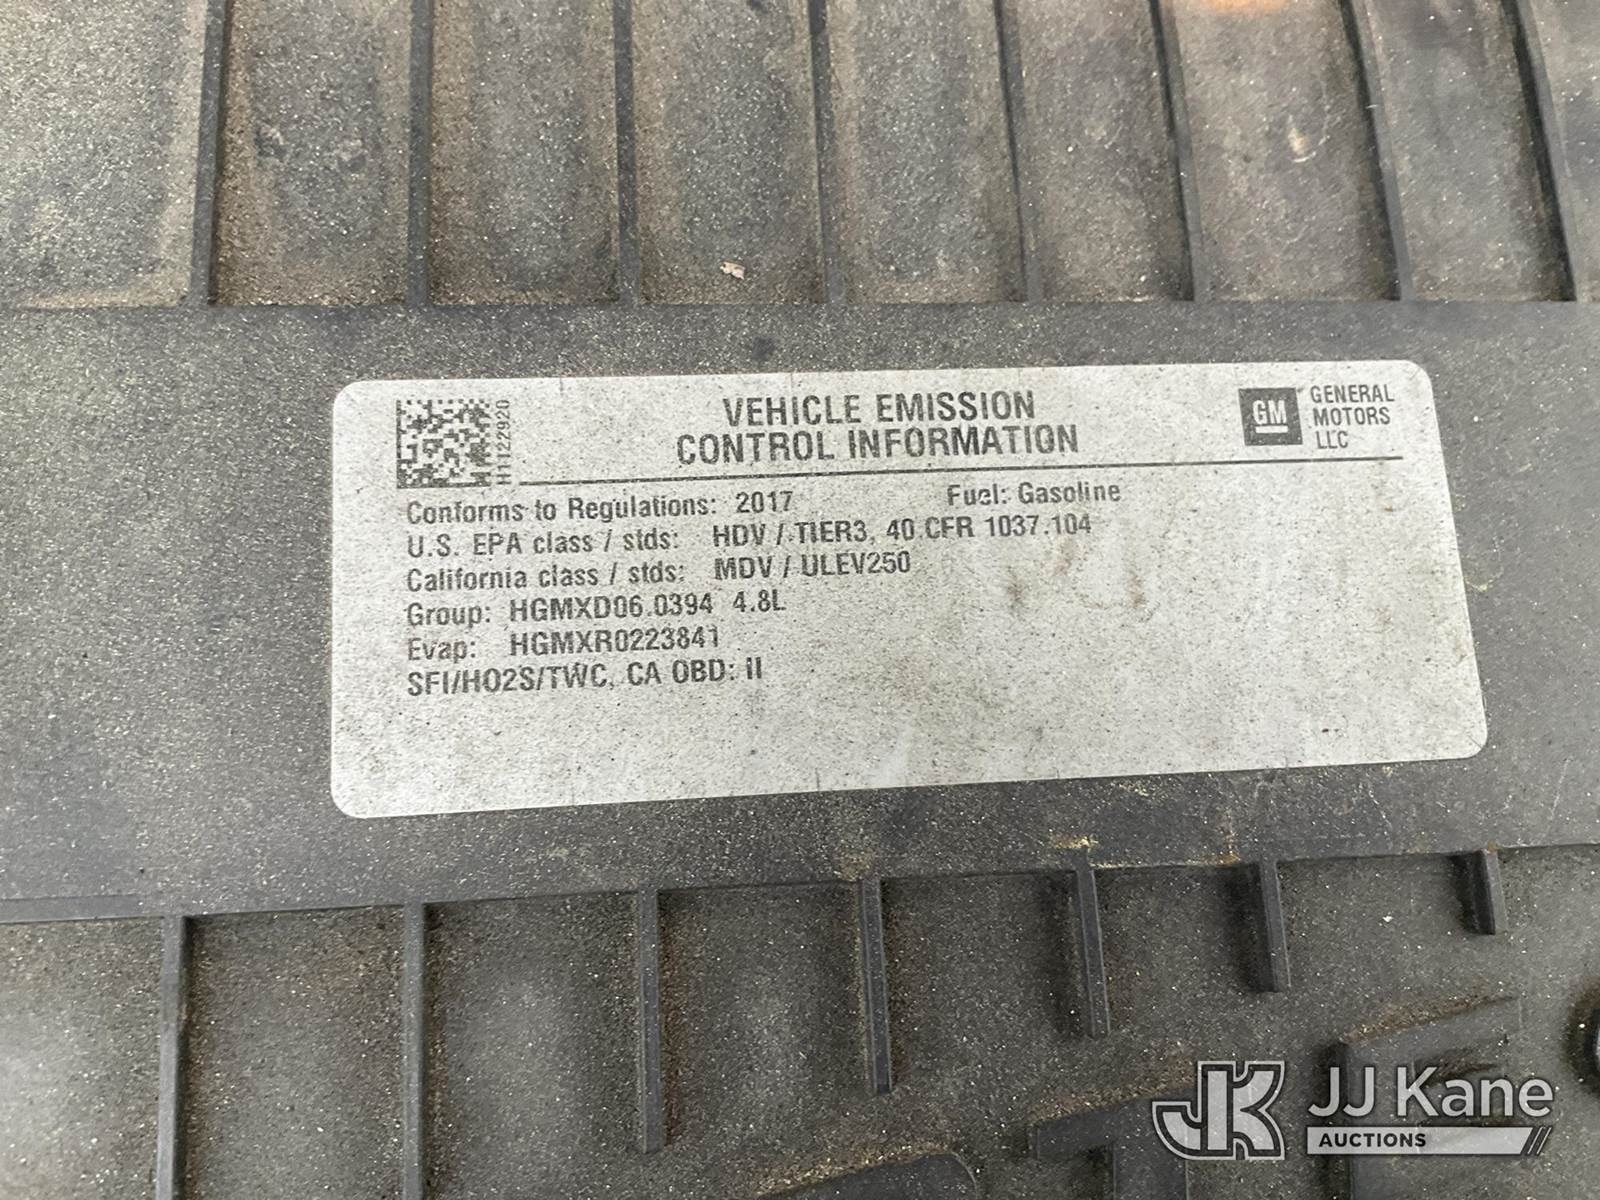 H1122920
VEHICLE EMISSION
CONTROL INFORMATION
GM
GENERAL
MOTORS
LLC
Conforms to Regulations: 2017 Fuel: Gasoline
U.S. EPA class / stds: HDV / TIER3, 40 CFR 1037.104
California class / stds: MDV / ULEV250
Group: HGMXD06.0394 4.8L
Evap: HGMXR0223841
SFI/HO2S/TWC, CA OBD: II
JK
JJ Kane
AUCTIONS